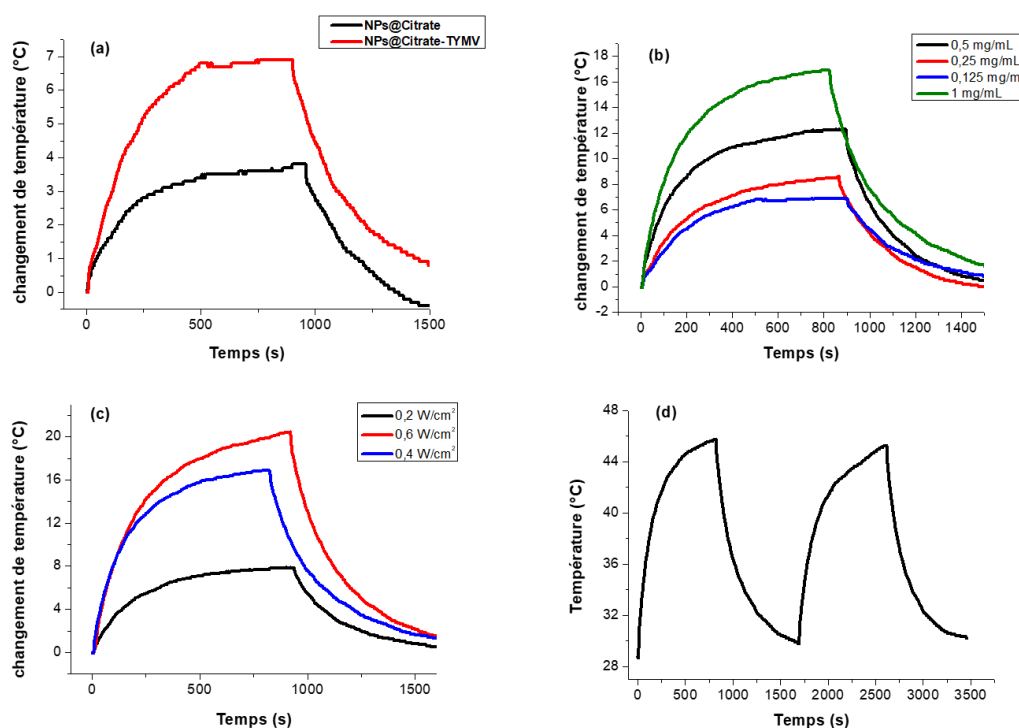 (a)
NPs@Citrate
NPs@Citrate-TYMV
changement de température (°C)
7
6
5
4
3
2
1
0
0 500 1000 1500
Temps (s)
(b)
0,5 mg/mL
0,25 mg/mL
0,125 mg/m
1 mg/mL
changement de température (°C)
18
16
14
12
10
8
6
4
2
0
-2
0 200 400 600 800 1000 1200 1400
Temps (s)
(c)
0,2 W/cm²
0,6 W/cm²
0,4 W/cm²
changement de température (°C)
20
16
12
8
4
0
0 500 1000 1500
Temps (s)
(d)
Température (°C)
48
44
40
36
32
28
0 500 1000 1500 2000 2500 3000 3500
Temps (s)